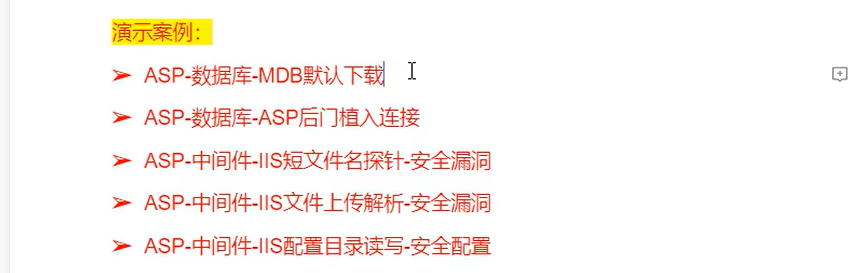 演示案例：
➢ ASP-数据库-MDB默认下载
➢ ASP-数据库-ASP后门植入连接
➢ ASP-中间件-IIS短文件名探针-安全漏洞
➢ ASP-中间件-IIS文件上传解析-安全漏洞
➢ ASP-中间件-IIS配置目录读写-安全配置